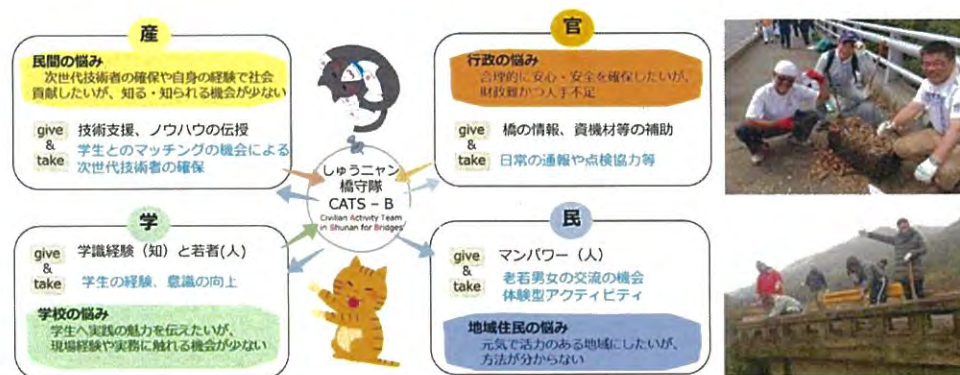 産
民間の悩み
次世代技術者の確保や自身の経験で社会
貢献したいが、知る・知られる機会が少ない
give
&
take
技術支援、ノウハウの伝授
学生とのマッチングの機会による
次世代技術者の確保
官
行政の悩み
合理的に安心・安全を確保したいが、
財政難かつ人手不足
give
&
take
橋の情報、資機材等の補助
日常の通報や点検協力等
しゅうニャン
橋守隊
CATS – B
Civilian Activity Team
in Shunan for Bridges
学
give
&
take
学識経験（知）と若者(人)
学生の経験、意識の向上
学校の悩み
学生へ実践の魅力を伝えたいが、
現場経験や実務に触れる機会が少ない
民
give
&
take
マンパワー（人）
老若男女の交流の機会
体験型アクティビティ
地域住民の悩み
元気で活力のある地域にしたいが、
方法が分からない